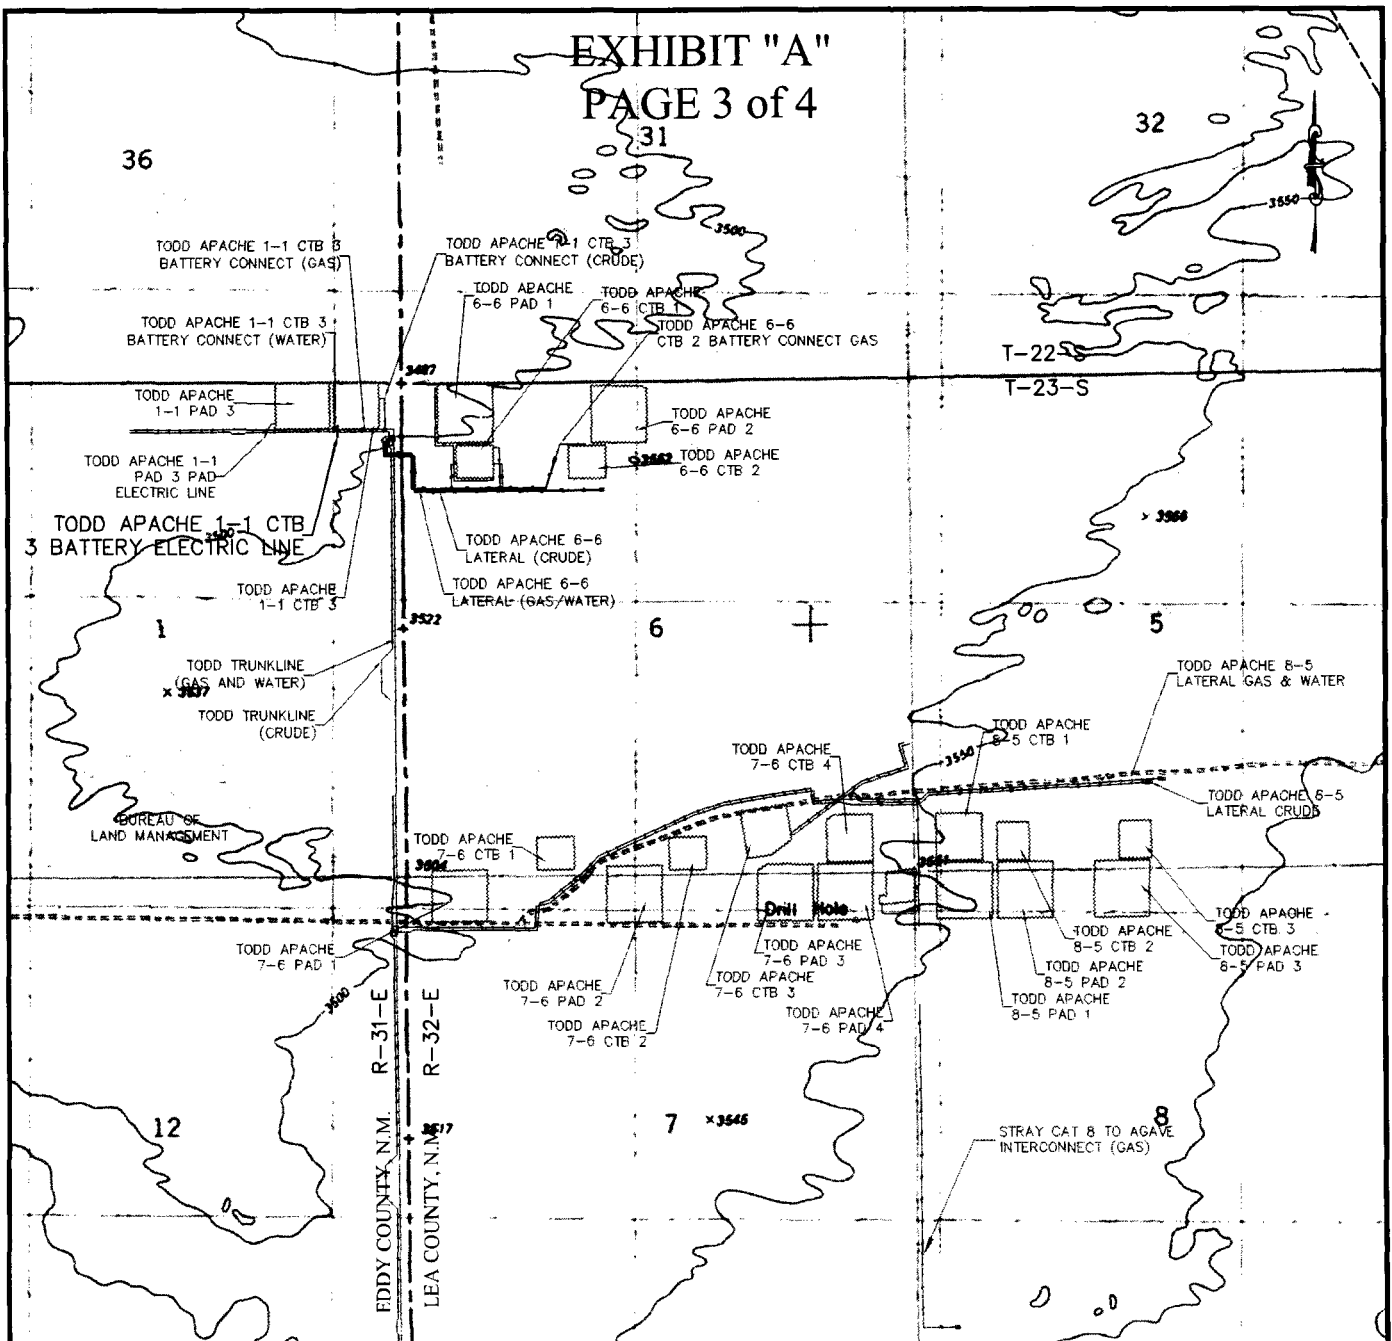 EXHIBIT "A"
PAGE 3 of 4
36
31
32
3550
3500
TODD APACHE 1-1 CTB 3
BATTERY CONNECT (GAS)
TODD APACHE 1-1 CTB 3
BATTERY CONNECT (CRUDE)
TODD APACHE
6-6 PAD 1
TODD APACHE
6-6 CTB 1
TODD APACHE 1-1 CTB 3
BATTERY CONNECT (WATER)
TODD APACHE 6-6
CTB 2 BATTERY CONNECT GAS
T-22-S
T-23-S
3487
TODD APACHE
1-1 PAD 3
TODD APACHE
6-6 PAD 2
TODD APACHE 1-1
PAD 3 PAD
ELECTRIC LINE
3552
TODD APACHE
6-6 CTB 2
TODD APACHE 1-1 CTB
3 BATTERY ELECTRIC LINE
3500
3566
TODD APACHE 6-6
LATERAL (CRUDE)
TODD APACHE
1-1 CTB 3
TODD APACHE 6-6
LATERAL (GAS/WATER)
1
3522
6
5
TODD TRUNKLINE
(GAS AND WATER)
3537
TODD TRUNKLINE
(CRUDE)
TODD APACHE 8-5
LATERAL GAS & WATER
TODD APACHE
8-5 CTB 1
TODD APACHE
7-6 CTB 4
3550
TODD APACHE 6-5
LATERAL CRUDE
BUREAU OF
LAND MANAGEMENT
TODD APACHE
7-6 CTB 1
3504
Drill Hole
TODD APACHE
7-6 PAD 1
TODD APACHE
7-6 PAD 3
TODD APACHE
8-5 CTB 2
TODD APACHE
8-5 CTB 3
TODD APACHE
8-5 PAD 3
TODD APACHE
7-6 PAD 2
TODD APACHE
7-6 CTB 3
TODD APACHE
8-5 PAD 2
3500
TODD APACHE
7-6 CTB 2
TODD APACHE
7-6 PAD 4
TODD APACHE
8-5 PAD 1
R-31-E
R-32-E
12
3517
7
3545
8
STRAY CAT 8 TO AGAVE
INTERCONNECT (GAS)
EDDY COUNTY, N.M.
LEA COUNTY, N.M.